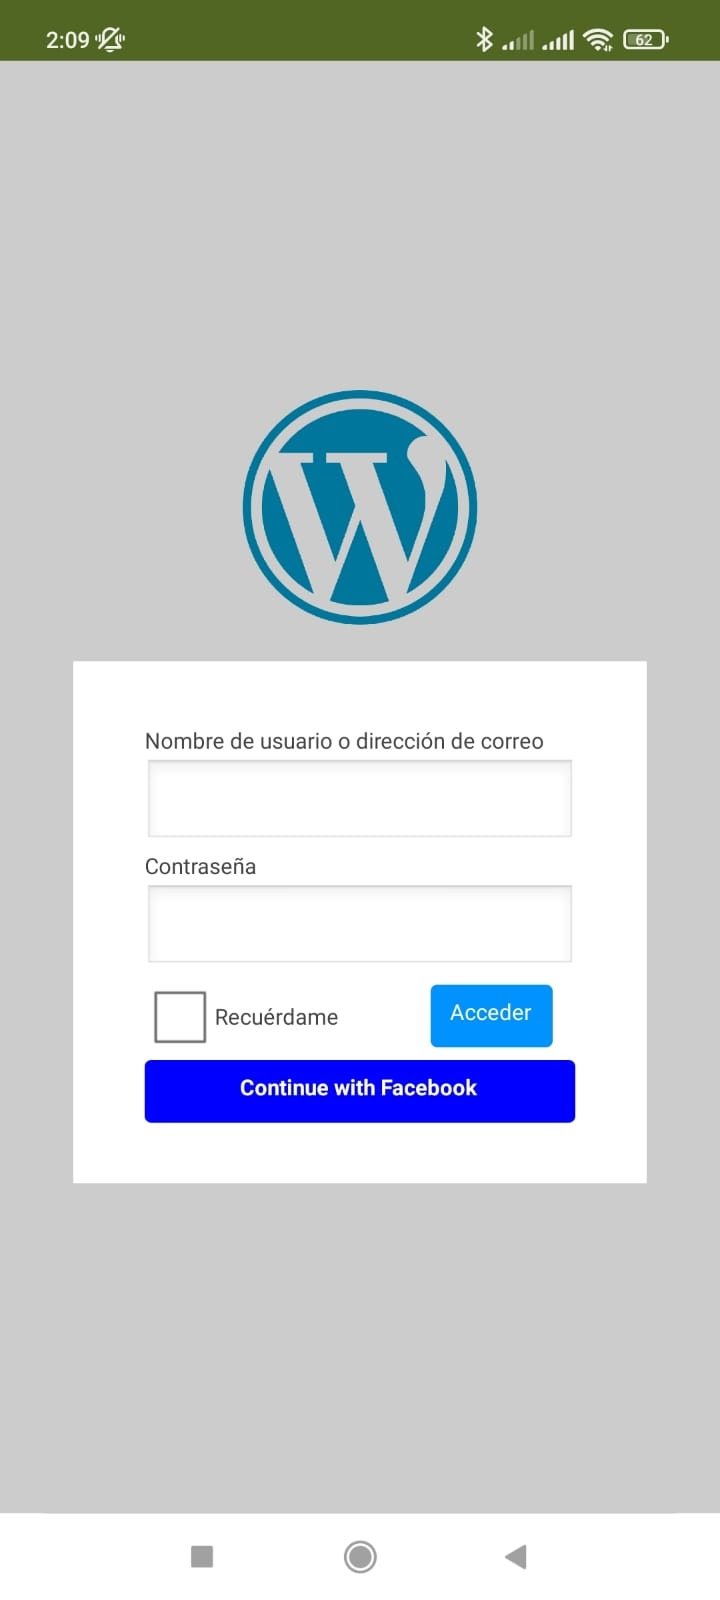 2:09
62
Nombre de usuario o dirección de correo
Contraseña
Recuérdame
Acceder
Continue with Facebook